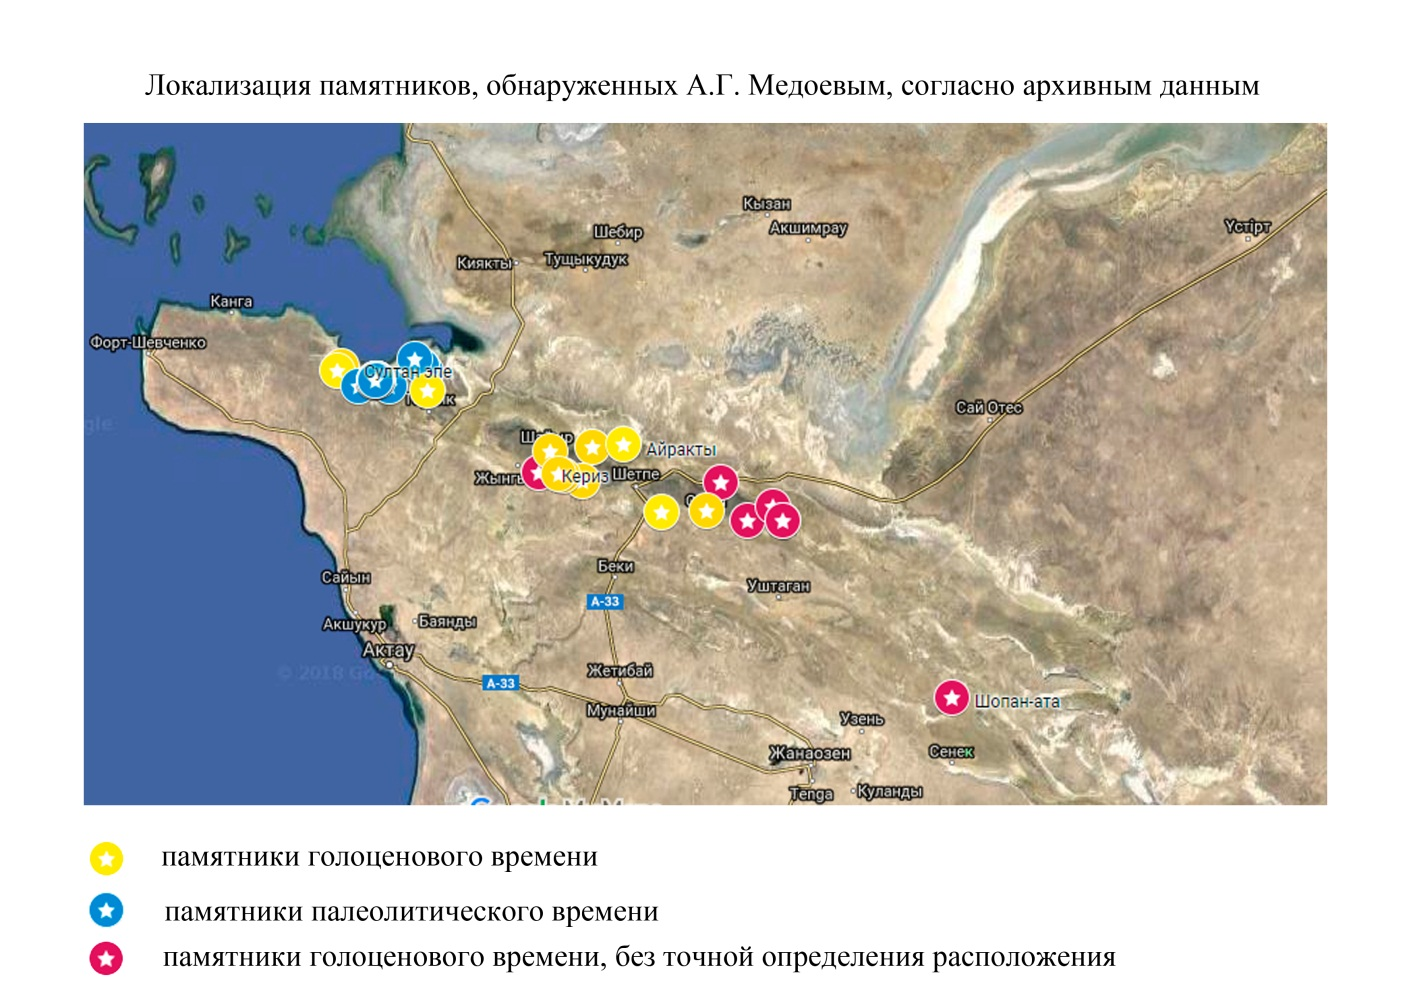 Локализация памятников, обнаруженных А.Г. Медоевым, согласно архивным данным
Кызан
Шебир
Акшимрау
Үстірт
Киякты
Тущыкудук
Канга
Форт-Шевченко
Султан эпе
Сай Отес
Айракты
Кериз
Шетпе
Беки
Уштаган
Сайын
A-33
Акшукур
Баянды
Актау
© 2018 Go
Жетибай
A-33
Шопан-ата
Мунайши
Узень
Жанаозен
Сенек
Tenga
Куланды
памятники голоценового времени
памятники палеолитического времени
памятники голоценового времени, без точной определения расположения